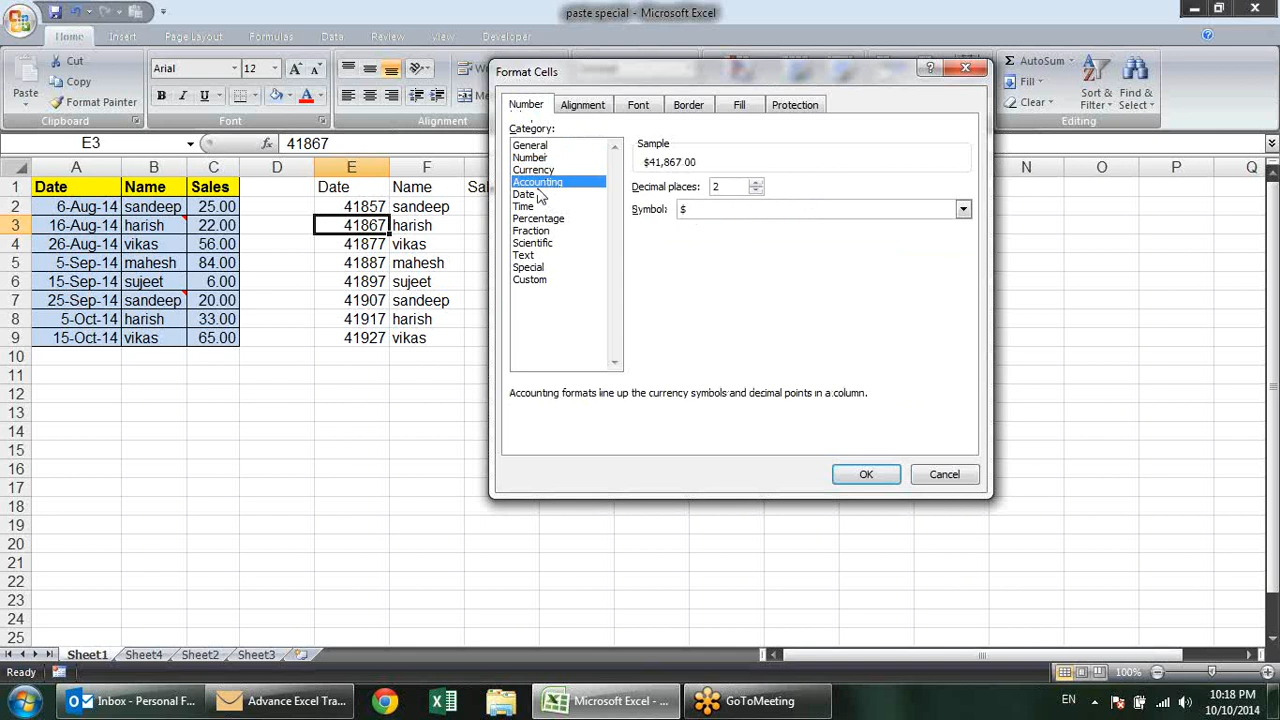 paste special - Microsoft Excel
Home Insert Page Layout Formulas Data Review View Developer
Paste
Cut
Copy
Format Painter
Clipboard
Arial 12
B I U
Font
Alignment
Σ AutoSum
Fill
Clear
Sort & Filter
Find & Select
Editing
E3 fx 41867
A B C D E F N O P Q
1 Date Name Sales Date Name
2 6-Aug-14 sandeep 25.00 41857 sandeep
3 16-Aug-14 harish 22.00 41867 harish
4 26-Aug-14 vikas 56.00 41877 vikas
5 5-Sep-14 mahesh 84.00 41887 mahesh
6 15-Sep-14 sujeet 6.00 41897 sujeet
7 25-Sep-14 sandeep 20.00 41907 sandeep
8 5-Oct-14 harish 33.00 41917 harish
9 15-Oct-14 vikas 65.00 41927 vikas
10
11
12
13
14
15
16
17
18
19
20
21
22
23
24
25
Format Cells
Number Alignment Font Border Fill Protection
Category:
General
Number
Currency
Accounting
Date
Time
Percentage
Fraction
Scientific
Text
Special
Custom
Sample
$41,867.00
Decimal places: 2
Symbol: $
Accounting formats line up the currency symbols and decimal points in a column.
OK Cancel
Sheet1 Sheet4 Sheet2 Sheet3
Ready 100%
Inbox - Personal F...
Advance Excel Tra...
Microsoft Excel - ...
GoToMeeting
EN
10:18 PM
10/10/2014